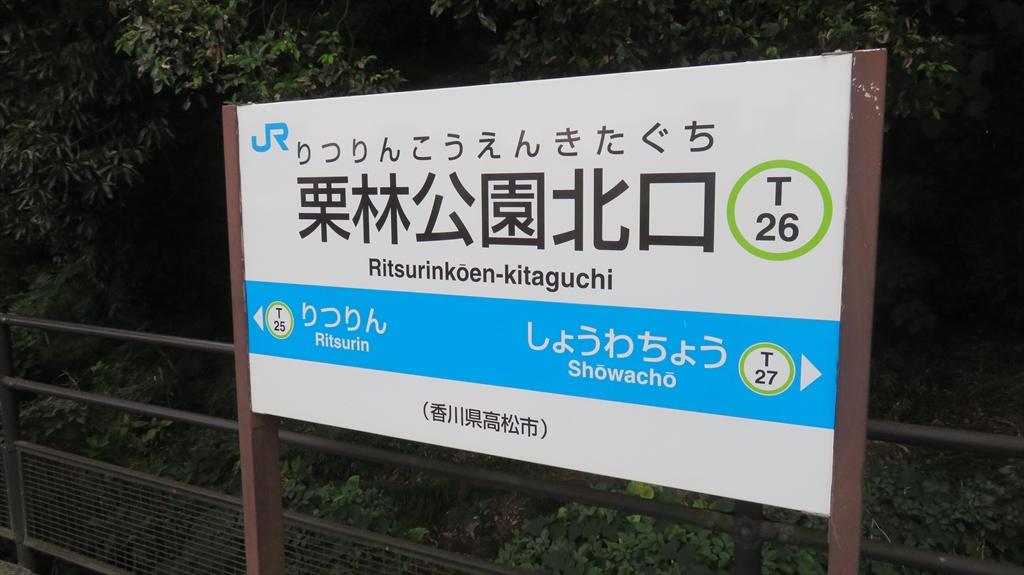 JR
りつりんこうえんきたぐち
栗林公園北口
T
26
Ritsurinkōen-kitaguchi
T
25
りつりん
Ritsurin
しょうわちょう
Shōwachō
T
27
(香川県高松市)